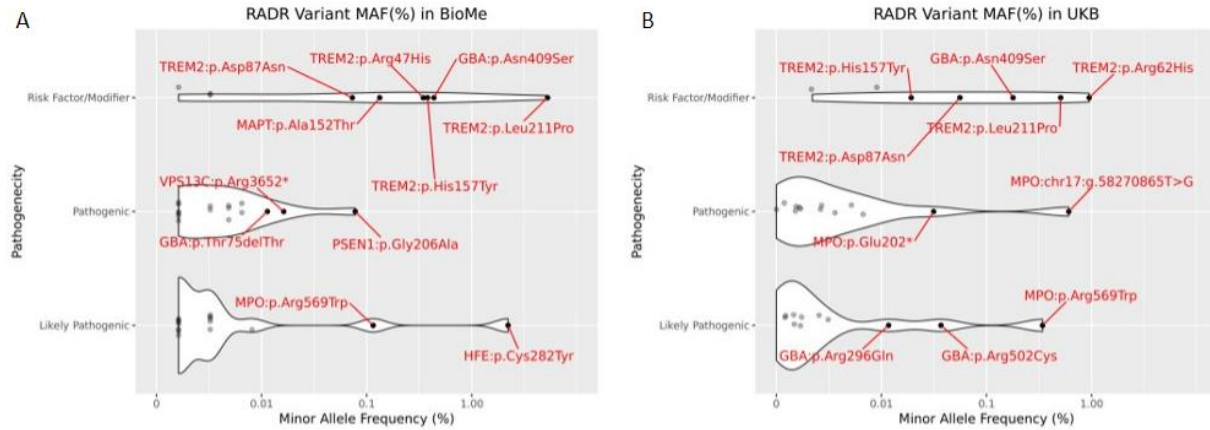 A
RADR Variant MAF(%) in BioMe
Pathogenecity
Risk Factor/Modifier
Pathogenic
Likely Pathogenic
TREM2:p.Arg47His
GBA:p.Asn409Ser
TREM2:p.Asp87Asn
MAPT:p.Ala152Thr
TREM2:p.Leu211Pro
TREM2:p.His157Tyr
VPS13C:p.Arg3652*
GBA:p.Thr75delThr
PSEN1:p.Gly206Ala
MPO:p.Arg569Trp
HFE:p.Cys282Tyr
0 0.01 0.1 1.00
Minor Allele Frequency (%)
B
RADR Variant MAF(%) in UKB
Pathogenecity
Risk Factor/Modifier
Pathogenic
Likely Pathogenic
GBA:p.Asn409Ser
TREM2:p.His157Tyr
TREM2:p.Arg62His
TREM2:p.Leu211Pro
TREM2:p.Asp87Asn
MPO:chr17:g.58270865T>G
MPO:p.Glu202*
MPO:p.Arg569Trp
GBA:p.Arg296Gln
GBA:p.Arg502Cys
0 0.01 0.1 1.00
Minor Allele Frequency (%)